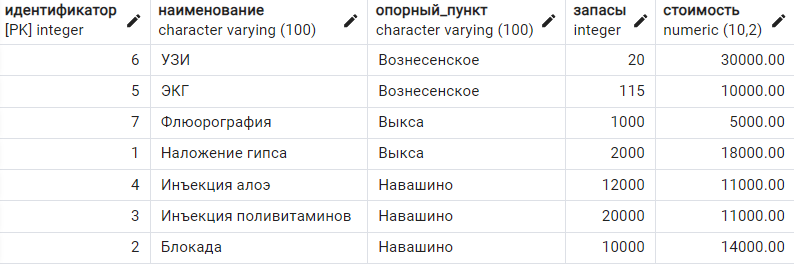 идентификатор наименование опорный_пункт запасы стоимость
[PK] integer character varying (100) character varying (100) integer numeric (10,2)
6 УЗИ Вознесенское 20 30000.00
5 ЭКГ Вознесенское 115 10000.00
7 Флюорография Выкса 1000 5000.00
1 Наложение гипса Выкса 2000 18000.00
4 Инъекция алоэ Навашино 12000 11000.00
3 Инъекция поливитаминов Навашино 20000 11000.00
2 Блокада Навашино 10000 14000.00